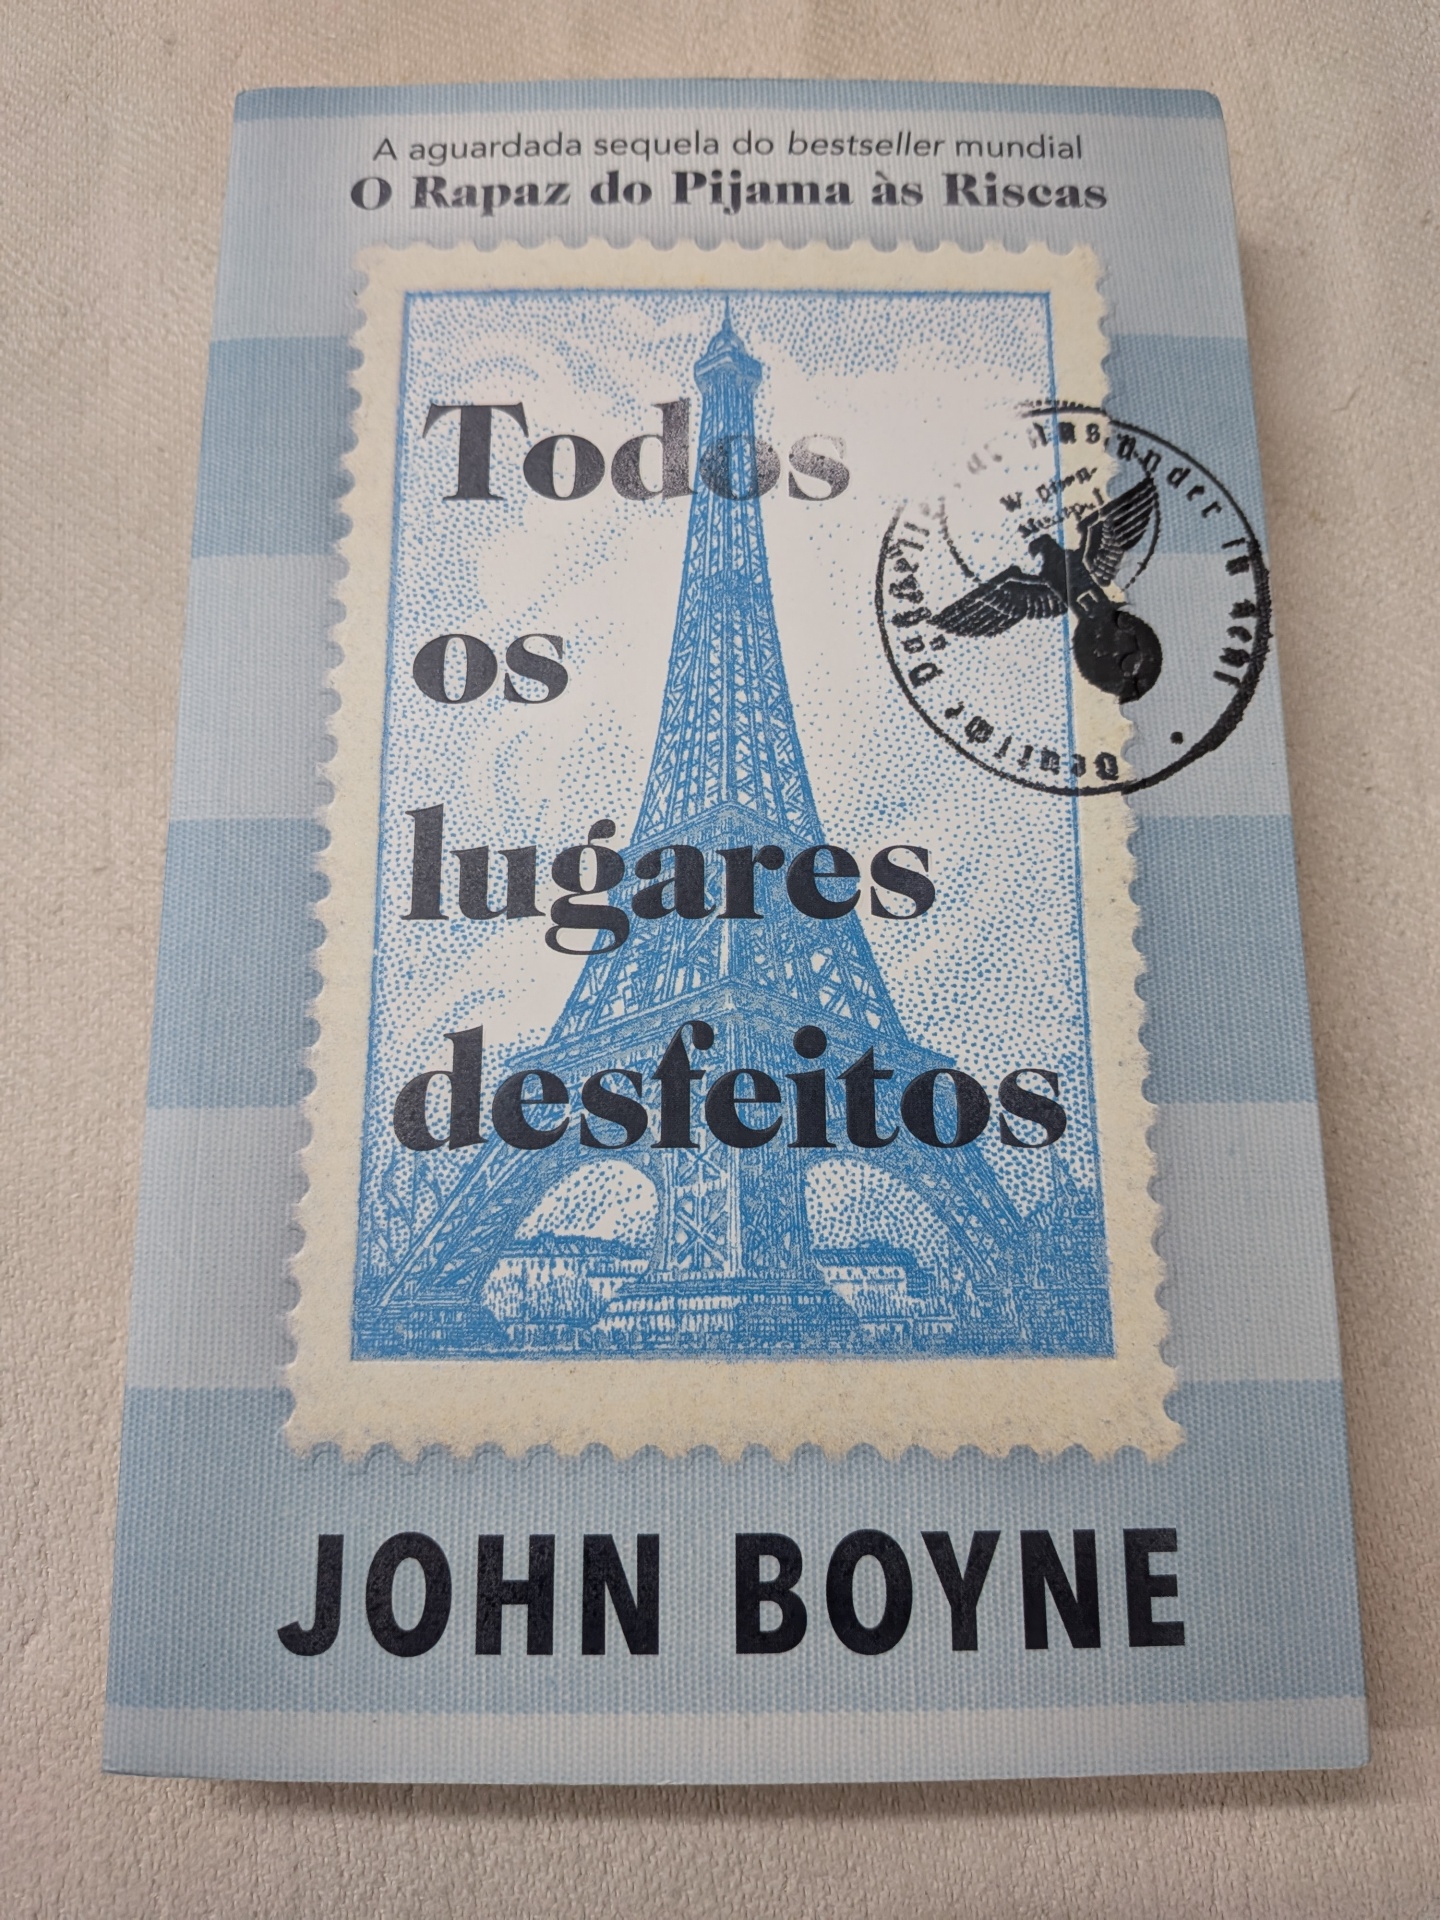 A aguardada sequela do bestseller mundial
O Rapaz do Pijama às Riscas
Todos
os
lugares
desfeitos
JOHN BOYNE